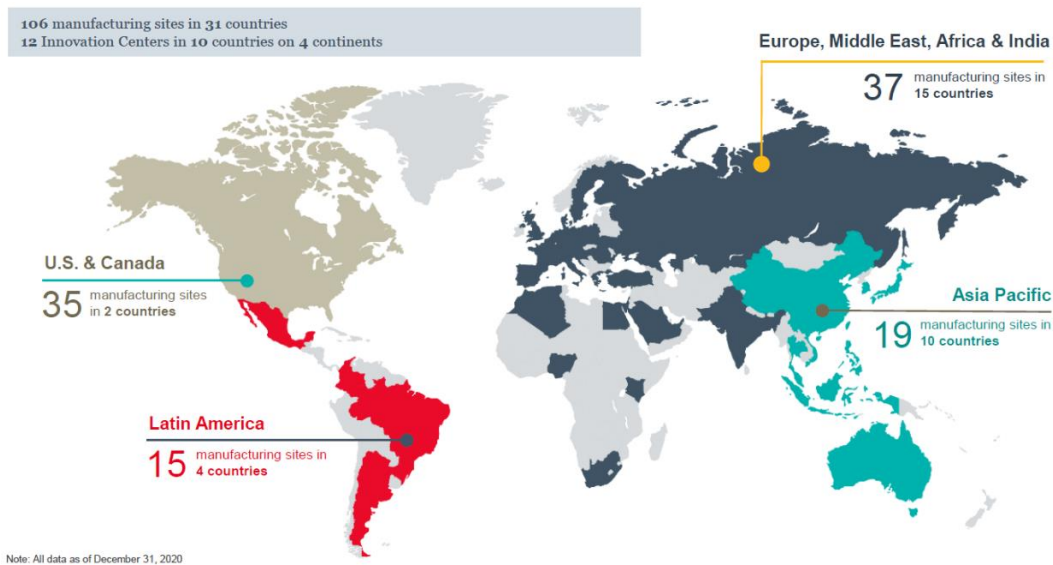 106 manufacturing sites in 31 countries
12 Innovation Centers in 10 countries on 4 continents
Europe, Middle East, Africa & India
37 manufacturing sites in
15 countries
U.S. & Canada
35 manufacturing sites
in 2 countries
Asia Pacific
19 manufacturing sites in
10 countries
Latin America
15 manufacturing sites in
4 countries
Note: All data as of December 31, 2020